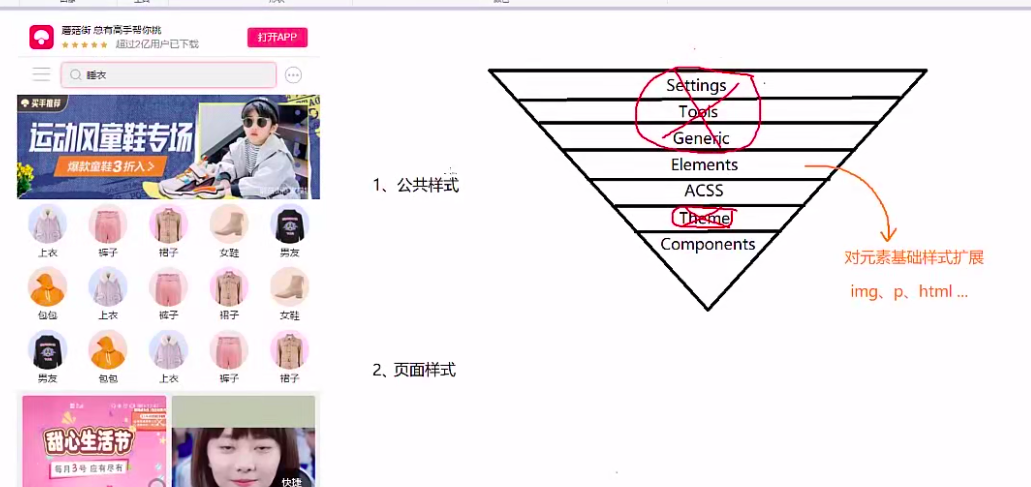 蘑菇街 总有高手帮你挑
超过2亿用户已下载
打开APP
睡衣
买手推荐
运动风童鞋专场
爆款童鞋3折入>
上衣
裤子
裙子
女鞋
男友
包包
上衣
裤子
裙子
女鞋
男友
包包
上衣
裤子
裙子
甜心生活节
每月3号 应有尽有
快捷
1、公共样式
Settings
Tools
Generic
Elements
ACSS
Theme
Components
对元素基础样式扩展
img、p、html ...
2、页面样式